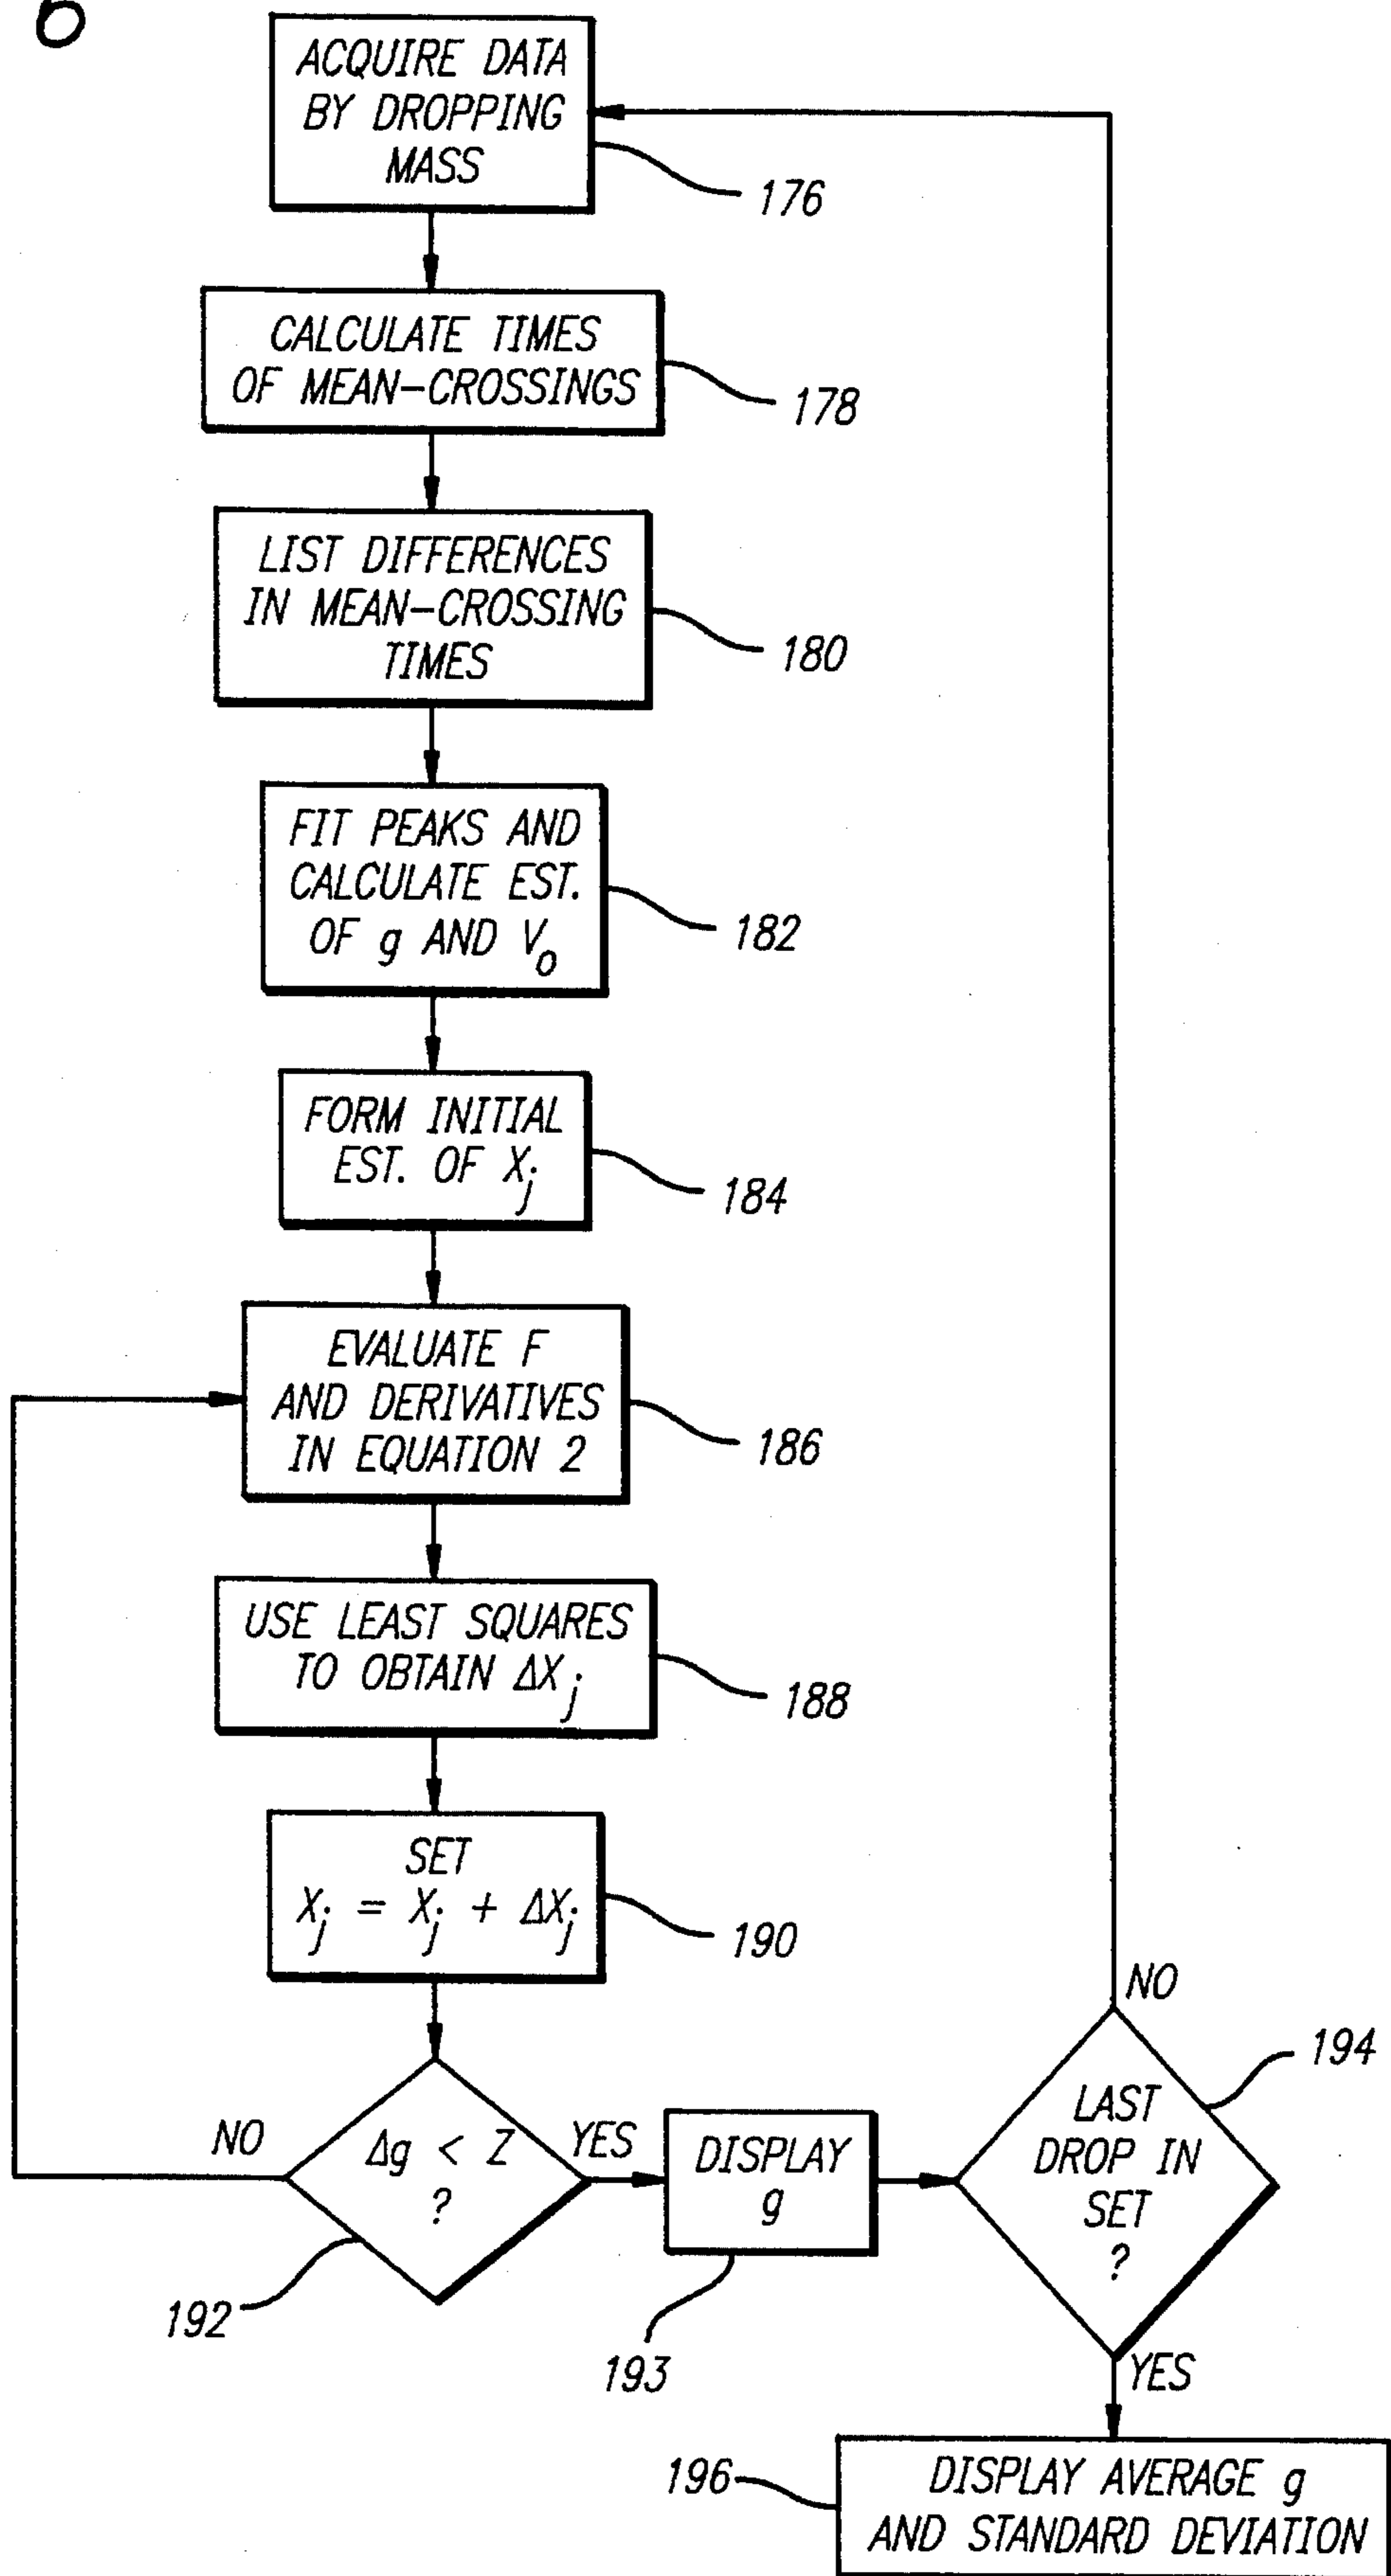 6
ACQUIRE DATA
BY DROPPING
MASS
176
CALCULATE TIMES
OF MEAN-CROSSINGS
178
LIST DIFFERENCES
IN MEAN-CROSSING
TIMES
180
FIT PEAKS AND
CALCULATE EST.
OF g AND V₀
182
FORM INITIAL
EST. OF Xⱼ
184
EVALUATE F
AND DERIVATIVES
IN EQUATION 2
186
USE LEAST SQUARES
TO OBTAIN ΔXⱼ
188
SET
Xⱼ = Xⱼ + ΔXⱼ
190
Δg < Z
?
NO
YES
192
DISPLAY
g
193
LAST
DROP IN
SET
?
NO
194
YES
196
DISPLAY AVERAGE g
AND STANDARD DEVIATION